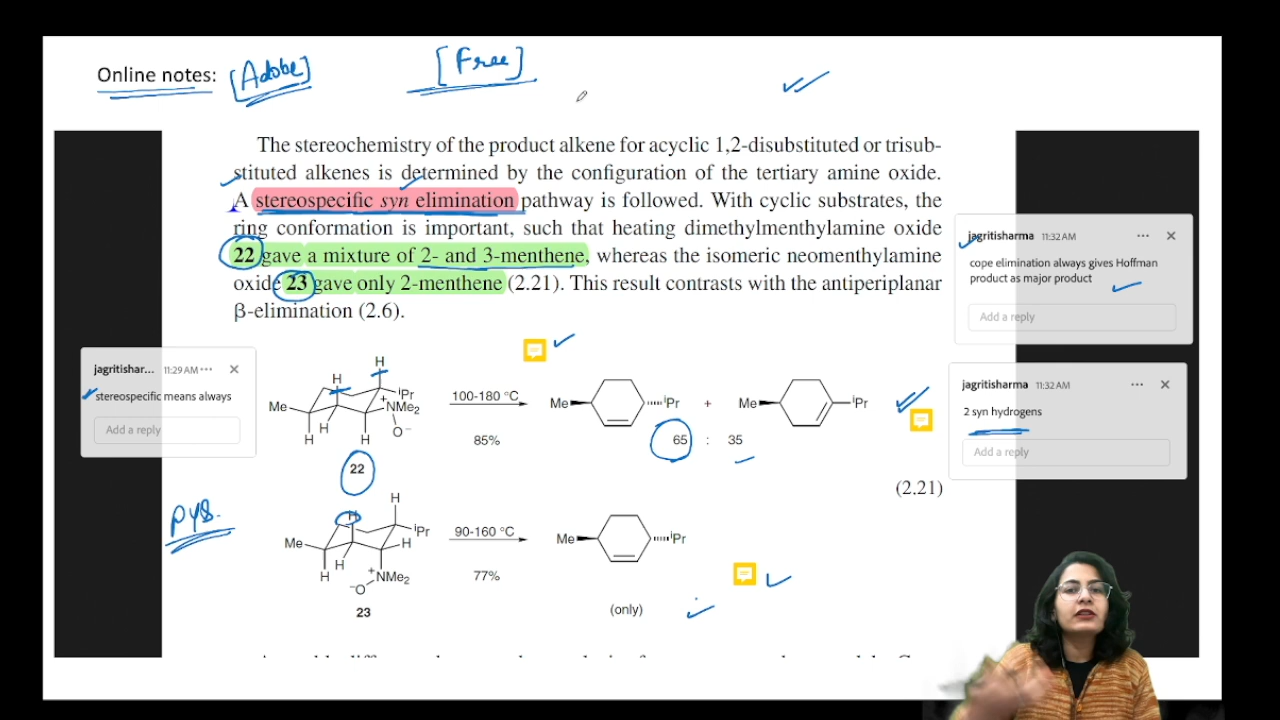 Online notes: [Adobe] [Free]
The stereochemistry of the product alkene for acyclic 1,2-disubstituted or trisub-
stituted alkenes is determined by the configuration of the tertiary amine oxide.
A stereospecific syn elimination pathway is followed. With cyclic substrates, the
ring conformation is important, such that heating dimethylmenthylamine oxide
22 gave a mixture of 2- and 3-menthene, whereas the isomeric neomenthylamine
oxide 23 gave only 2-menthene (2.21). This result contrasts with the antiperiplanar
β-elimination (2.6).
jagritisharma 11:32 AM
cope elimination always gives Hoffman
product as major product
Add a reply
jagritishar... 11:29 AM
stereospecific means always
Add a reply
H
H
iPr
Me
+
NMe2
H
H
H
O−
22
100-180 °C
85%
Me
iPr
+
Me
iPr
65 : 35
jagritisharma 11:32 AM
2 syn hydrogens
Add a reply
(2.21)
PYQ.
H
H
iPr
Me
H
H
H
+
NMe2
−O
23
90-160 °C
77%
Me
iPr
(only)